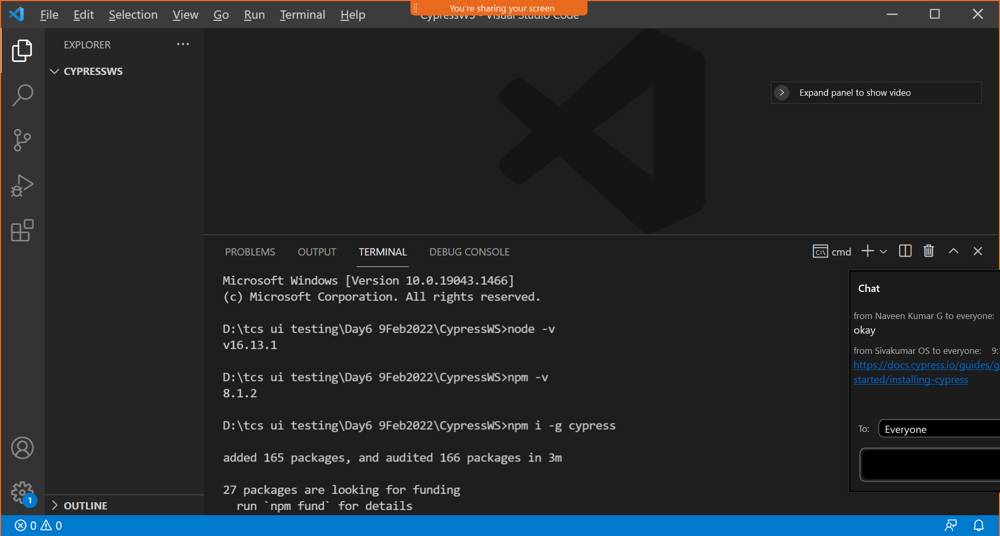 File Edit Selection View Go Run Terminal Help
You're sharing your screen
CypressWS - Visual Studio Code
EXPLORER
CYPRESSWS
Expand panel to show video
PROBLEMS OUTPUT TERMINAL DEBUG CONSOLE
cmd
Microsoft Windows [Version 10.0.19043.1466]
(c) Microsoft Corporation. All rights reserved.
D:\tcs ui testing\Day6 9Feb2022\CypressWS>node -v
v16.13.1
D:\tcs ui testing\Day6 9Feb2022\CypressWS>npm -v
8.1.2
D:\tcs ui testing\Day6 9Feb2022\CypressWS>npm i -g cypress
added 165 packages, and audited 166 packages in 3m
27 packages are looking for funding
run `npm fund` for details
Chat
from Naveen Kumar G to everyone:
okay
from Sivakumar OS to everyone: 9:
https://docs.cypress.io/guides/g
started/installing-cypress
To: Everyone
1
OUTLINE
0 0